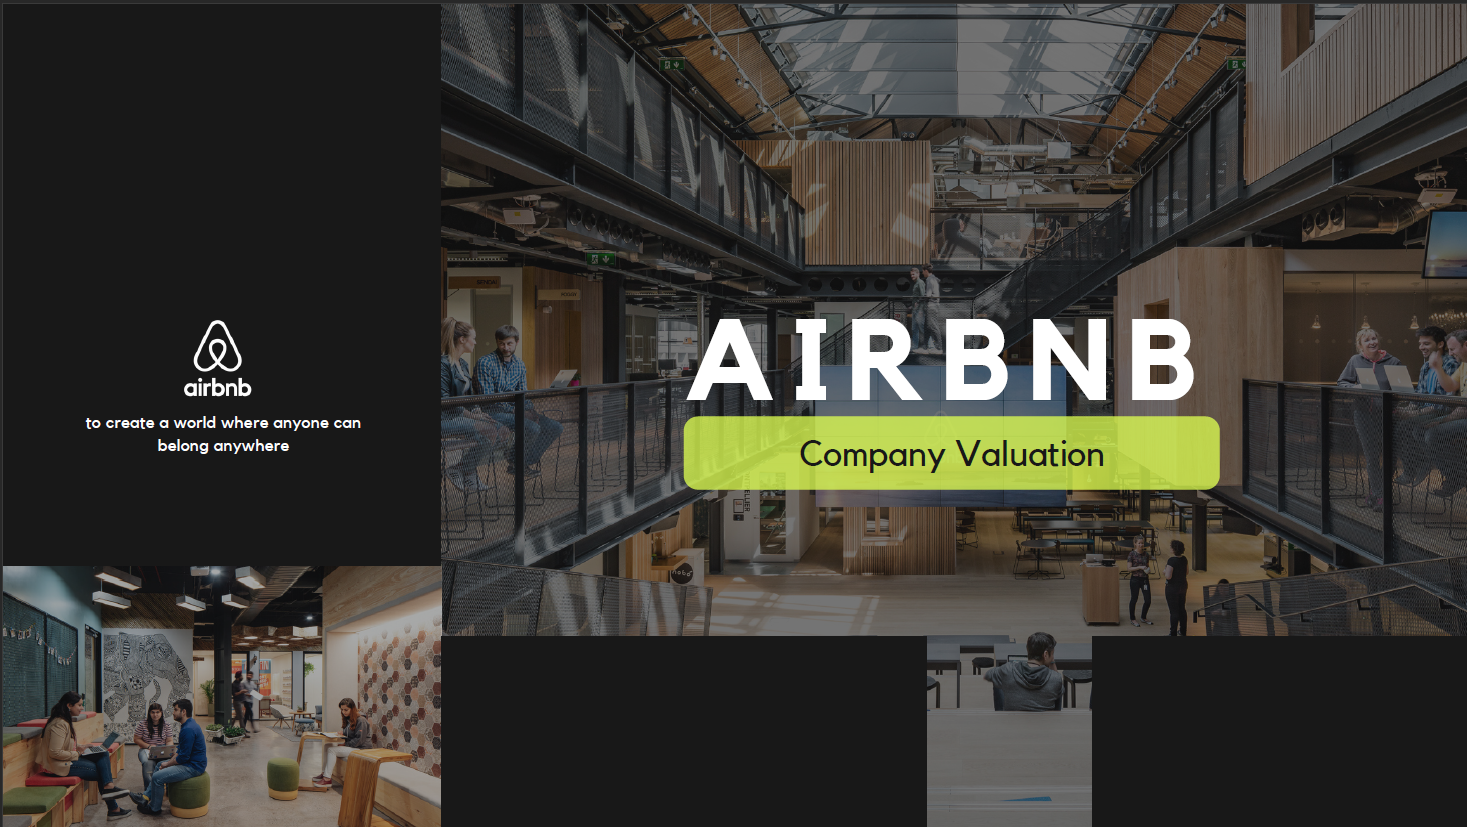 airbnb
to create a world where anyone can
belong anywhere
AIRBNB
Company Valuation